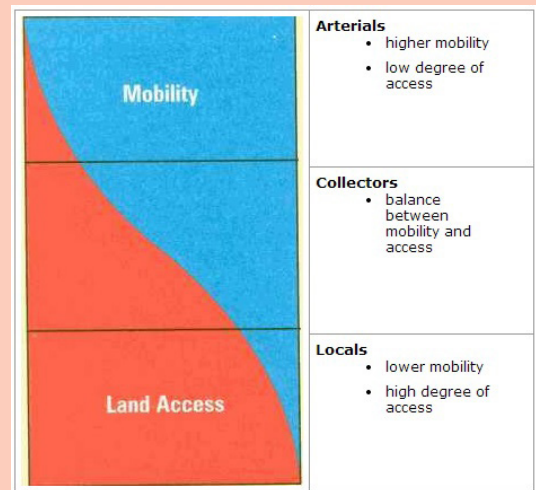 Mobility
Land Access
Arterials
• higher mobility
• low degree of
access
Collectors
• balance
between
mobility and
access
Locals
• lower mobility
• high degree of
access